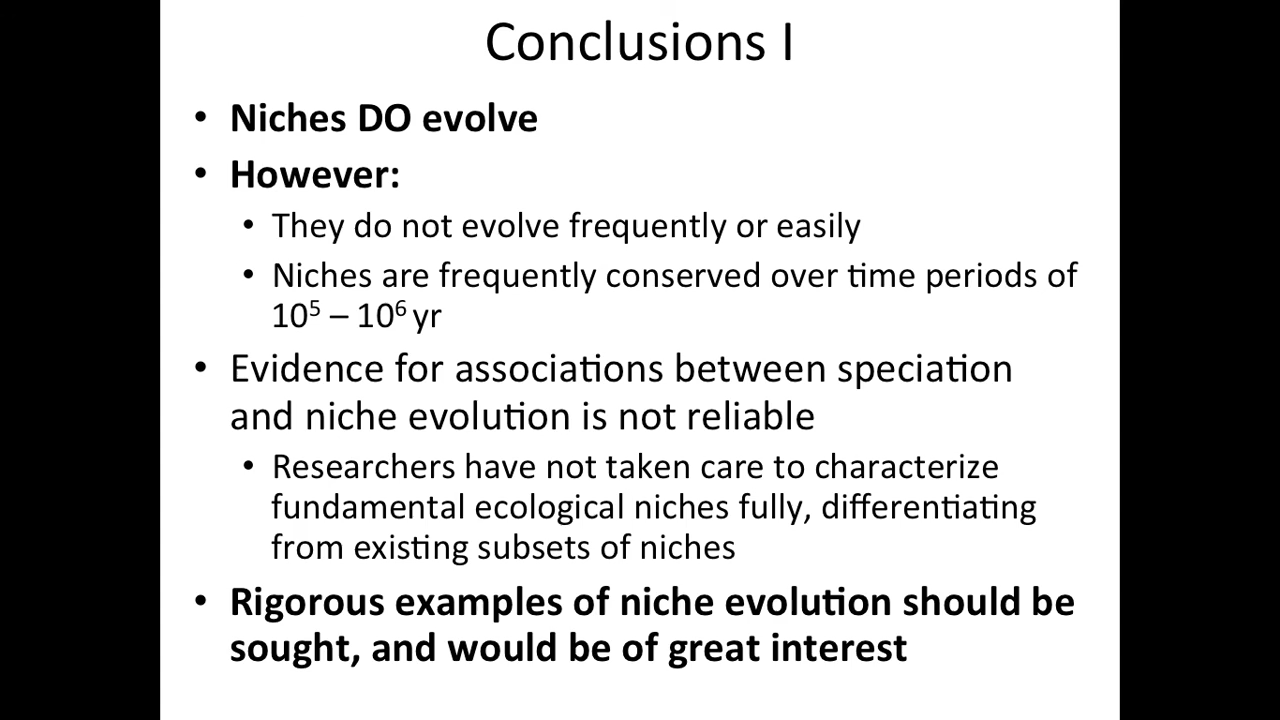 Conclusions I
• Niches DO evolve
• However:
• They do not evolve frequently or easily
• Niches are frequently conserved over time periods of
10⁵ – 10⁶ yr
• Evidence for associations between speciation
and niche evolution is not reliable
• Researchers have not taken care to characterize
fundamental ecological niches fully, differentiating
from existing subsets of niches
• Rigorous examples of niche evolution should be
sought, and would be of great interest